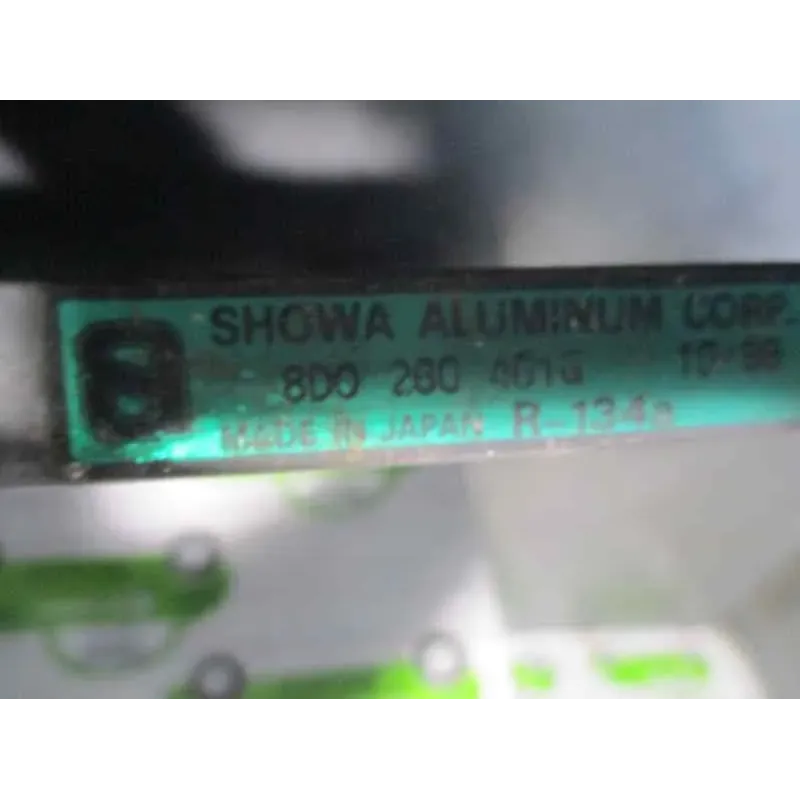 SHOWA ALUMINUM CORP.
8D0 260 401G
MADE IN JAPAN R-134a